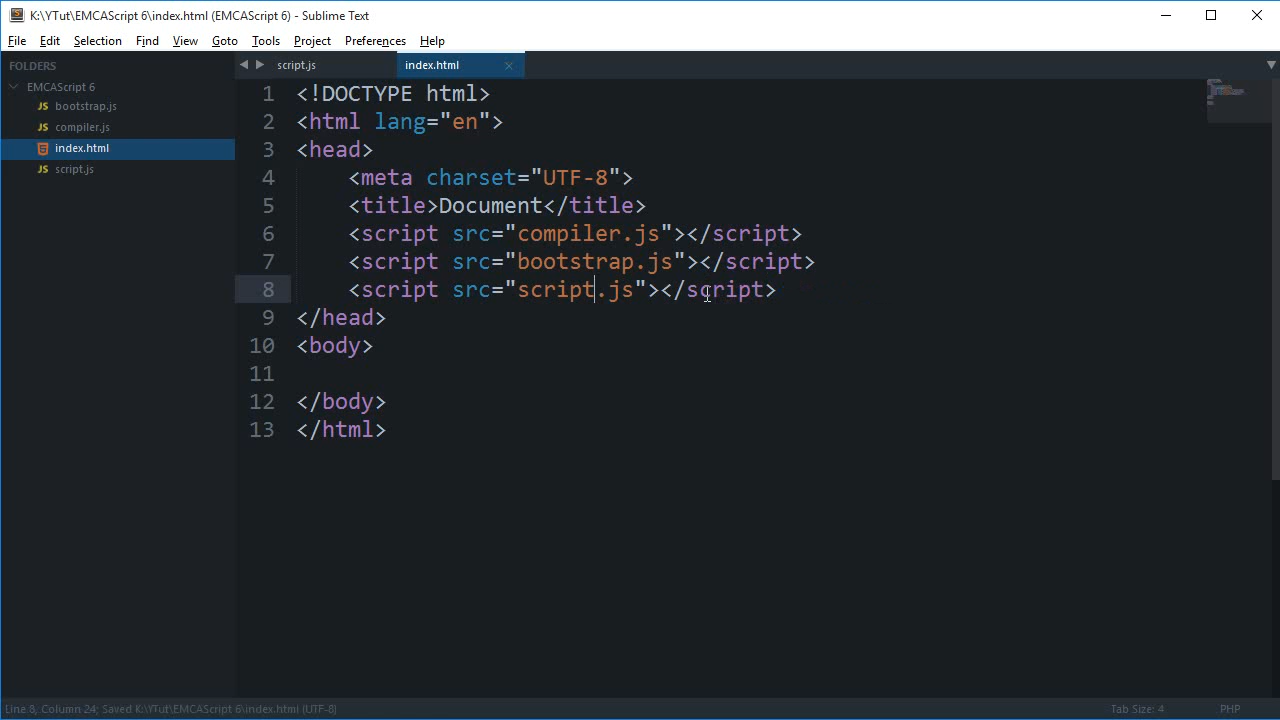 K:\YTut\EMCAScript 6\index.html (EMCAScript 6) - Sublime Text
File Edit Selection Find View Goto Tools Project Preferences Help
FOLDERS
EMCAScript 6
bootstrap.js
compiler.js
index.html
script.js
script.js index.html
1 <!DOCTYPE html>
2 <html lang="en">
3 <head>
4     <meta charset="UTF-8">
5     <title>Document</title>
6     <script src="compiler.js"></script>
7     <script src="bootstrap.js"></script>
8     <script src="script.js"></script>
9 </head>
10 <body>
11
12 </body>
13 </html>
Line 8, Column 24; Saved K:\YTut\EMCAScript 6\index.html (UTF-8) Tab Size: 4 PHP